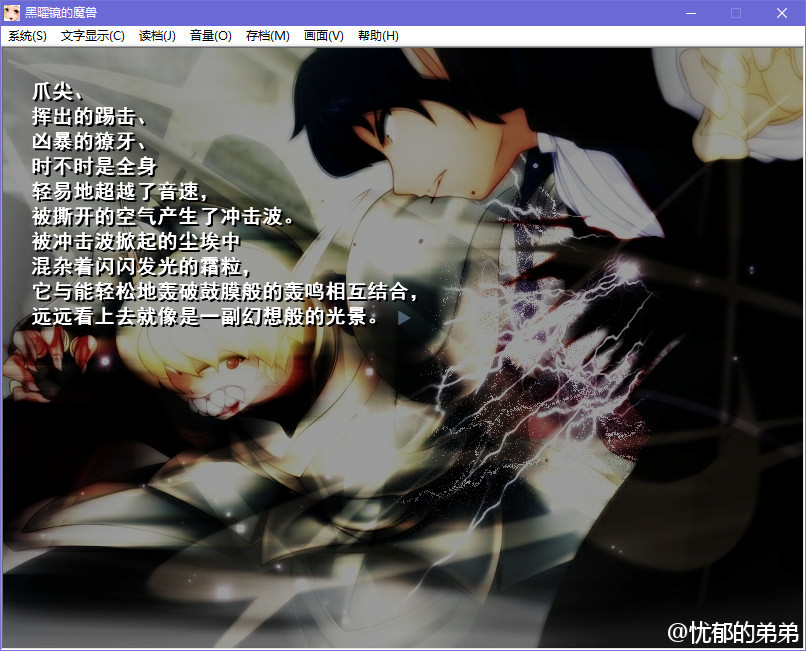 黑曜镜的魔兽
系统(S) 文字显示(C) 读档(J) 音量(O) 存档(M) 画面(V) 帮助(H)
爪尖、
挥出的踢击、
凶暴的獠牙、
时不时是全身
轻易地超越了音速，
被撕开的空气产生了冲击波。
被冲击波掀起的尘埃中
混杂着闪闪发光的霜粒，
它与能轻松地轰破鼓膜般的轰鸣相互结合，
远远看上去就像是一副幻想般的光景。
@忧郁的弟弟